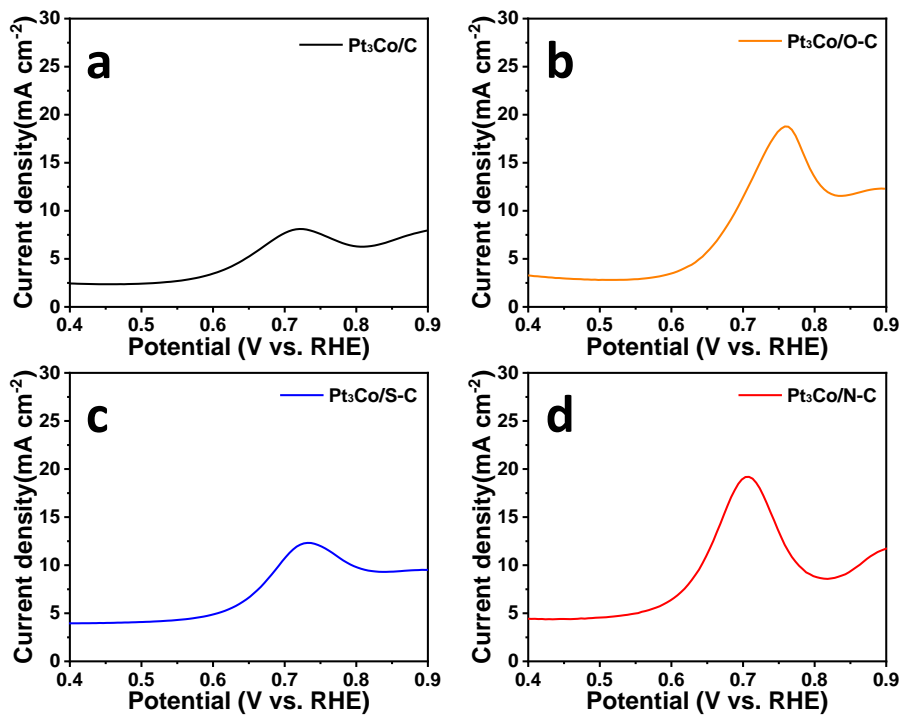 a
Pt₃Co/C
Current density(mA cm⁻²)
30
25
20
15
10
5
0
0.4 0.5 0.6 0.7 0.8 0.9
Potential (V vs. RHE)
b
Pt₃Co/O-C
Current density(mA cm⁻²)
30
25
20
15
10
5
0
0.4 0.5 0.6 0.7 0.8 0.9
Potential (V vs. RHE)
c
Pt₃Co/S-C
Current density(mA cm⁻²)
30
25
20
15
10
5
0
0.4 0.5 0.6 0.7 0.8 0.9
Potential (V vs. RHE)
d
Pt₃Co/N-C
Current density(mA cm⁻²)
30
25
20
15
10
5
0
0.4 0.5 0.6 0.7 0.8 0.9
Potential (V vs. RHE)